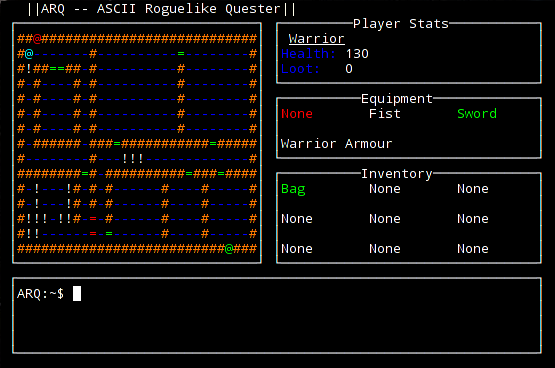 ||ARQ -- ASCII Roguelike Quester||
##@###########################
#@-------#----------=--------#
#!##==## #          #        #
#-#----#-#----------#--------#
# #    # #          #        #
#-#----#-#----------#--------#
# #    # #          #        #
#-######-###=###########=#####
#        #   !!!             #
########=#-##########=###=####
# !   !# # #      #    #     #
#-!---!#-#-#------#----#-----#
#!!! !!# = #      #    #     #
#!!------=-=------#----#-----#
##########################@###
Player Stats
Warrior
Health: 130
Loot: 0
Equipment
None Fist Sword
Warrior Armour
Inventory
Bag None None
None None None
None None None
ARQ:~$